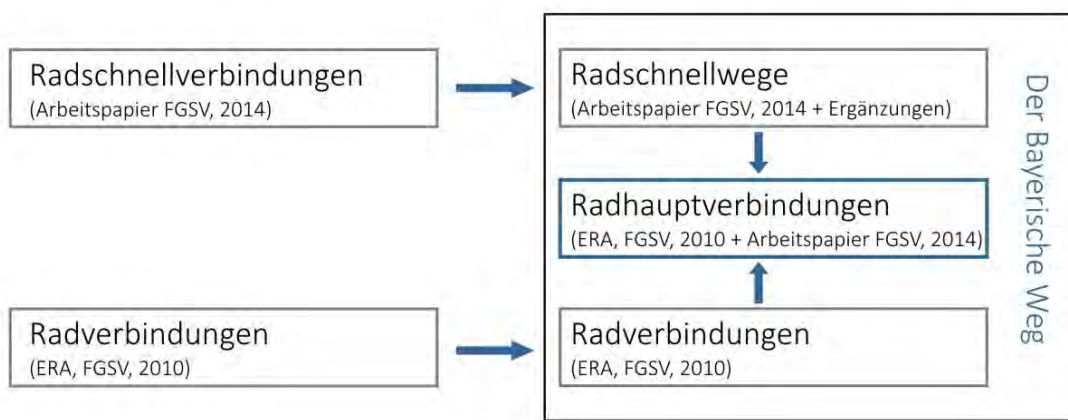 Radschnellverbindungen
(Arbeitspapier FGSV, 2014)
Radschnellwege
(Arbeitspapier FGSV, 2014 + Ergänzungen)
Radhauptverbindungen
(ERA, FGSV, 2010 + Arbeitspapier FGSV, 2014)
Radverbindungen
(ERA, FGSV, 2010)
Radverbindungen
(ERA, FGSV, 2010)
Der Bayerische Weg